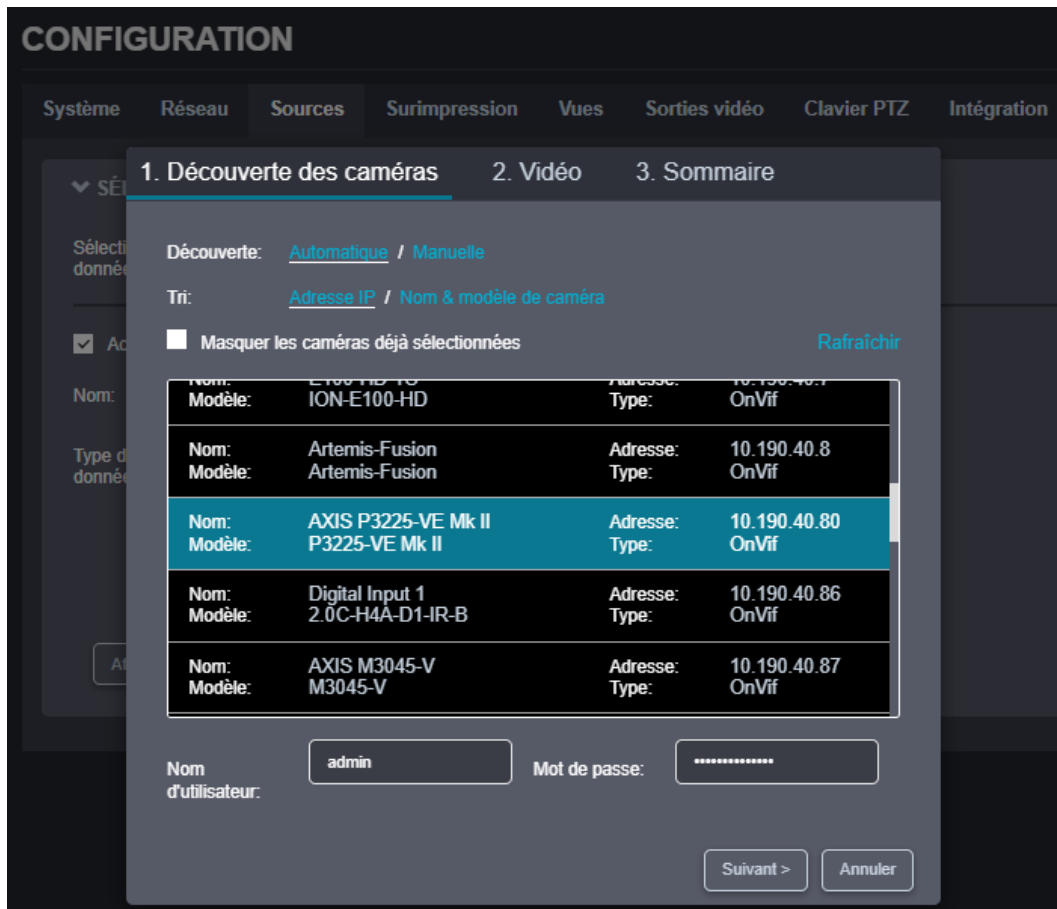 CONFIGURATION
Système Réseau Sources Surimpression Vues Sorties vidéo Clavier PTZ Intégration
1. Découverte des caméras 2. Vidéo 3. Sommaire
Découverte: Automatique / Manuelle
Tri: Adresse IP / Nom & modèle de caméra
Masquer les caméras déjà sélectionnées Rafraîchir
Nom:
Modèle: ION-E100-HD Type: OnVif
Nom: Artemis-Fusion Adresse: 10.190.40.8
Modèle: Artemis-Fusion Type: OnVif
Nom: AXIS P3225-VE Mk II Adresse: 10.190.40.80
Modèle: P3225-VE Mk II Type: OnVif
Nom: Digital Input 1 Adresse: 10.190.40.86
Modèle: 2.0C-H4A-D1-IR-B Type: OnVif
Nom: AXIS M3045-V Adresse: 10.190.40.87
Modèle: M3045-V Type: OnVif
Nom d'utilisateur: admin Mot de passe: ••••••••••••••
Suivant > Annuler